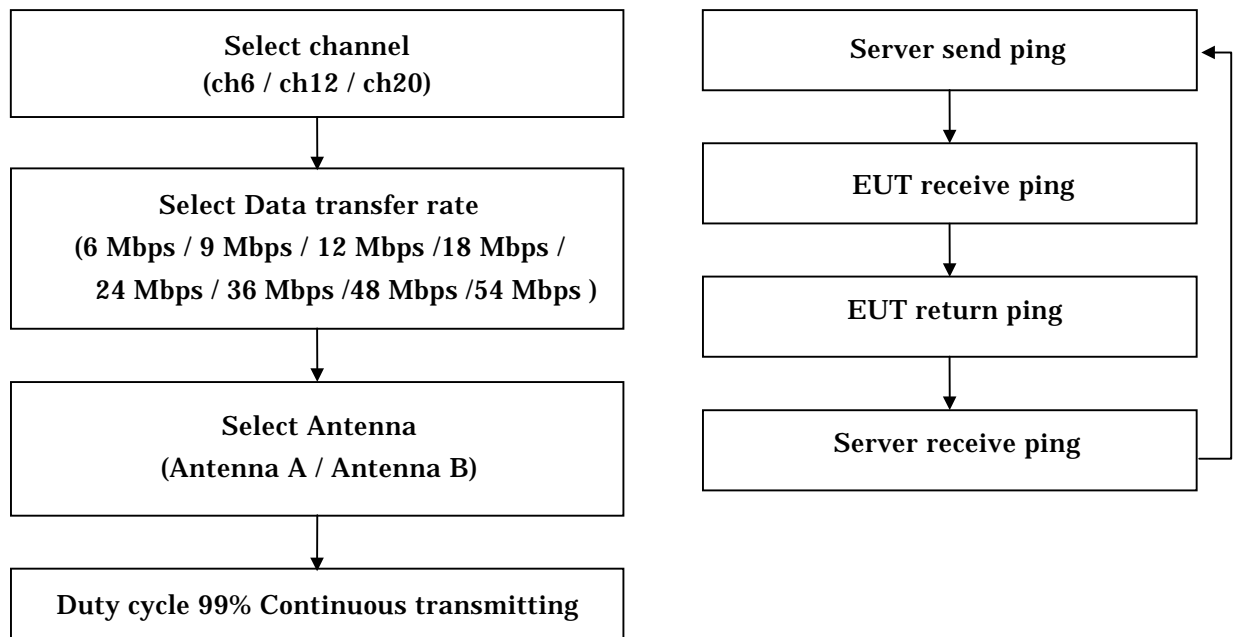 Select channel
(ch6 / ch12 / ch20)
Select Data transfer rate
(6 Mbps / 9 Mbps / 12 Mbps /18 Mbps /
24 Mbps / 36 Mbps /48 Mbps /54 Mbps )
Select Antenna
(Antenna A / Antenna B)
Duty cycle 99% Continuous transmitting
Server send ping
EUT receive ping
EUT return ping
Server receive ping